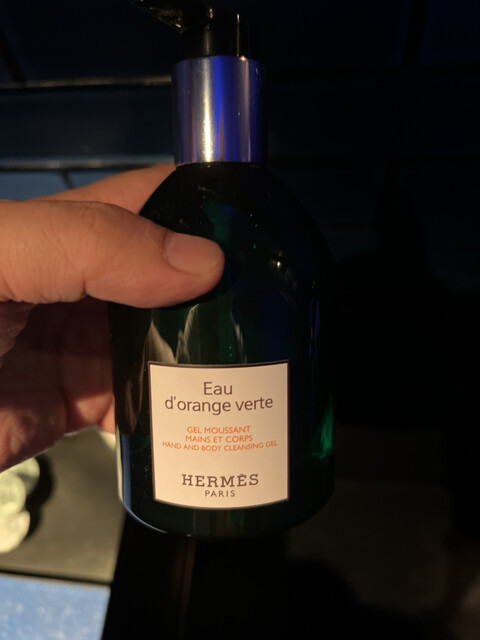 Eau
d'orange verte
GEL MOUSSANT
MAINS ET CORPS
HAND AND BODY CLEANSING GEL
HERMÈS
PARIS